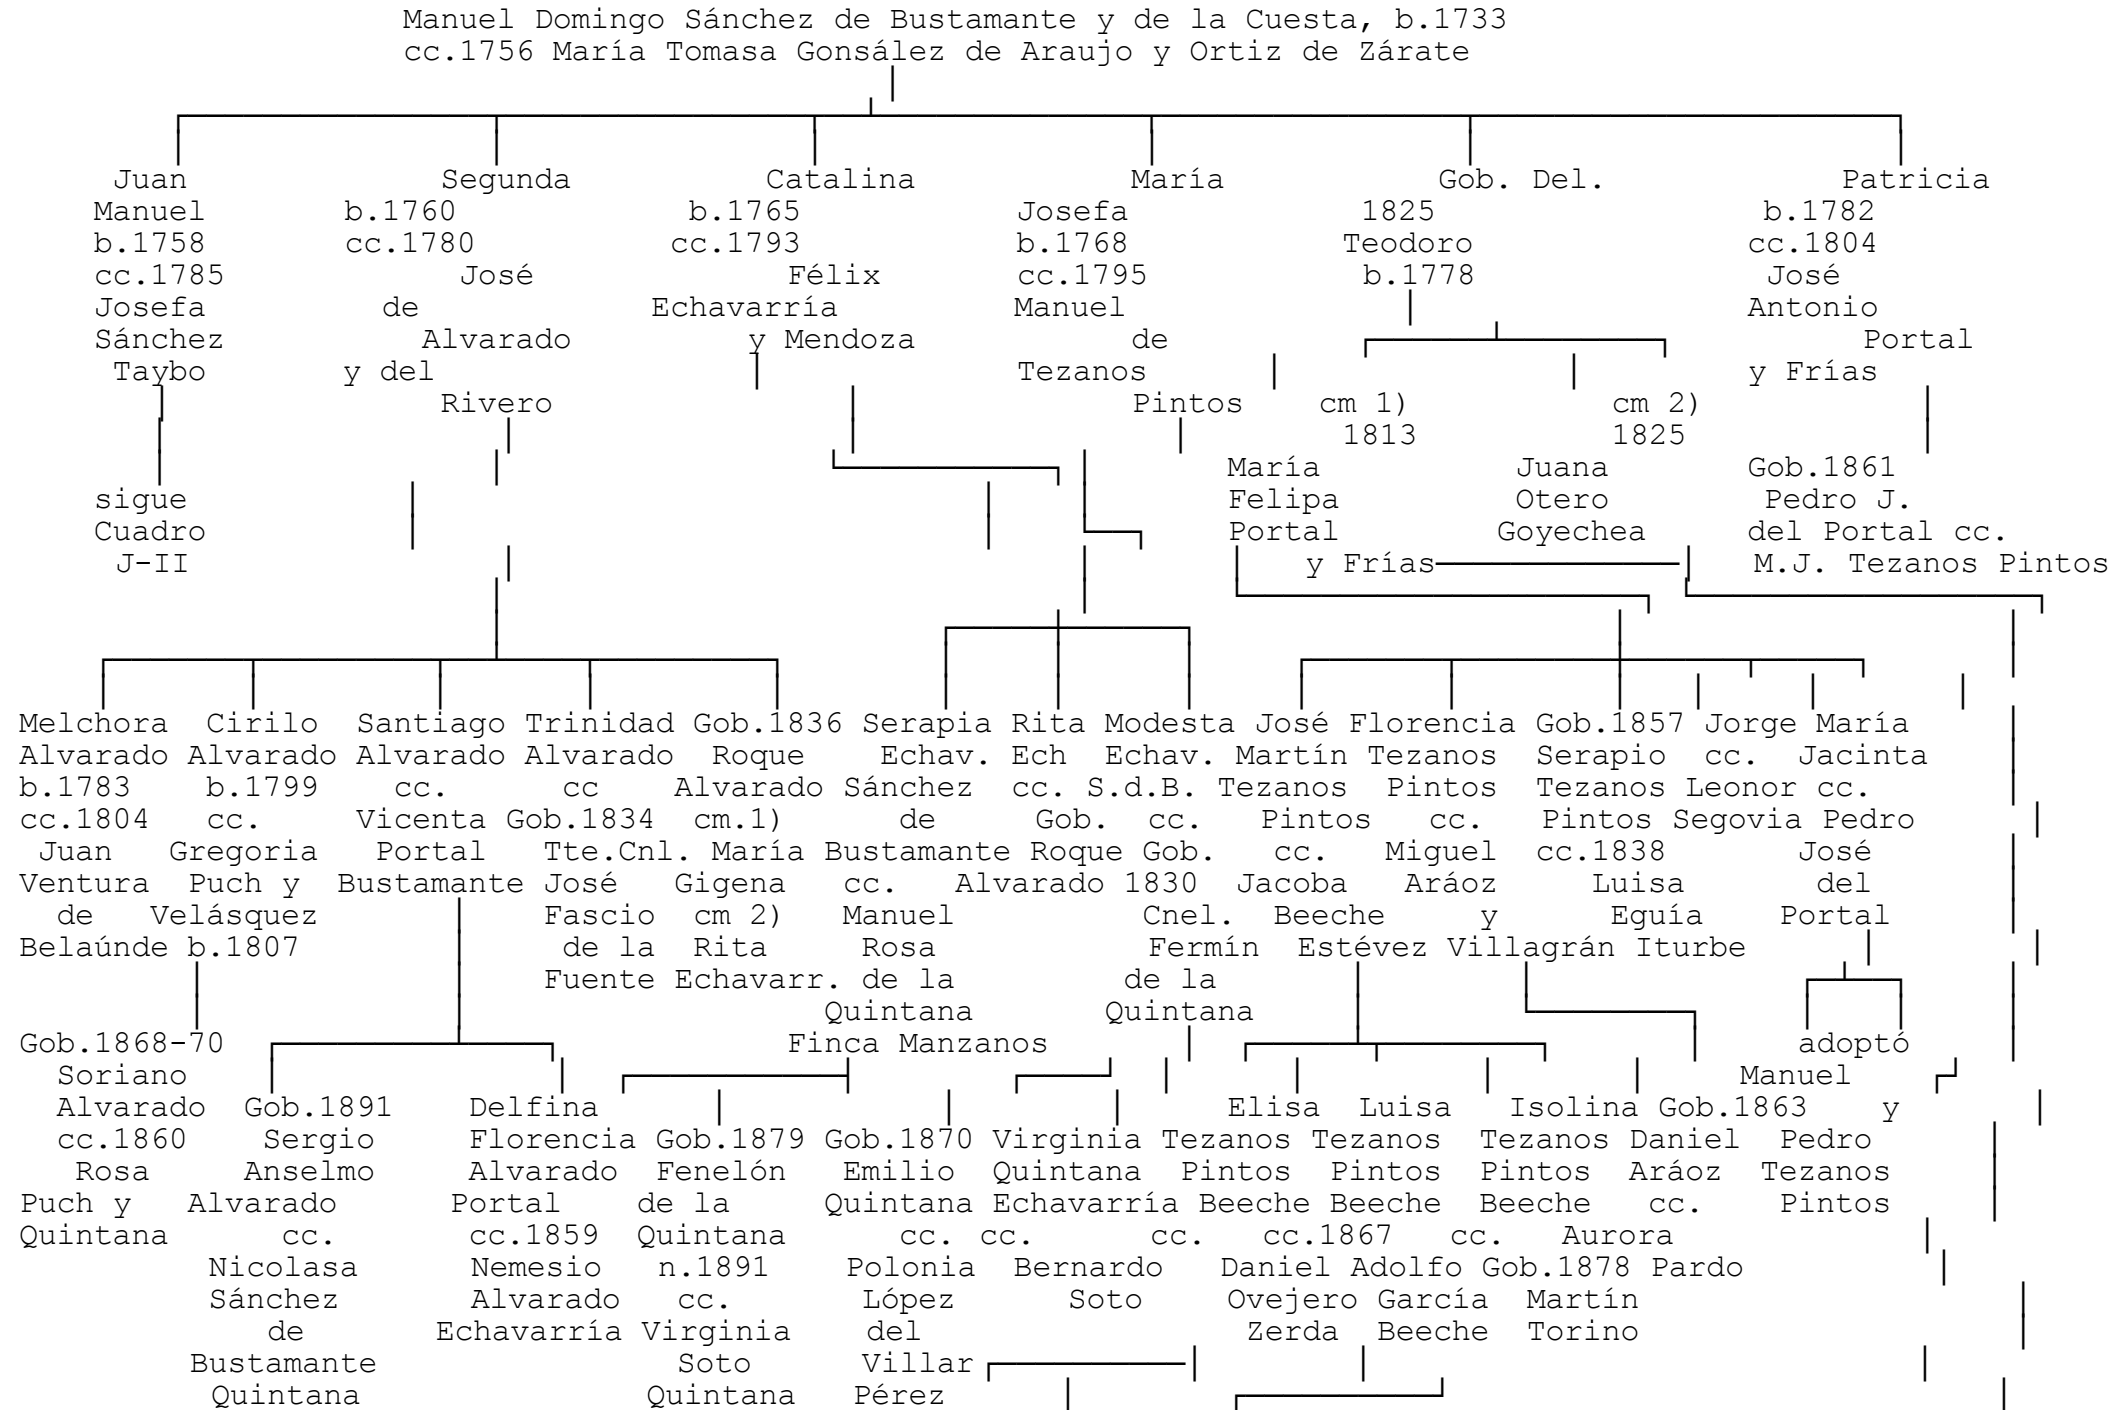 Manuel Domingo Sánchez de Bustamante y de la Cuesta, b.1733
cc.1756 María Tomasa Gonsález de Araujo y Ortiz de Zárate
Juan Segunda Catalina María Gob. Del. Patricia
Manuel b.1760 b.1765 Josefa 1825 b.1782
b.1758 cc.1780 cc.1793 b.1768 Teodoro cc.1804
cc.1785 José Félix cc.1795 b.1778 José
Josefa de Echavarría Manuel Antonio
Sánchez Alvarado y Mendoza de Portal
Taybo y del Tezanos y Frías
Rivero Pintos cm 1) cm 2)
1813 1825
María Juana Gob.1861
sigue Felipa Otero Pedro J.
Cuadro Portal Goyechea del Portal cc.
J-II y Frías M.J. Tezanos Pintos
Melchora Cirilo Santiago Trinidad Gob.1836 Serapia Rita Modesta José Florencia Gob.1857 Jorge María
Alvarado Alvarado Alvarado Alvarado Roque Echav. Ech Echav. Martín Tezanos Serapio cc. Jacinta
b.1783 b.1799 cc. cc Alvarado Sánchez cc. S.d.B. Tezanos Pintos Tezanos Leonor cc.
cc.1804 cc. Vicenta Gob.1834 cm.1) de Gob. cc. Pintos cc. Pintos Segovia Pedro
Juan Gregoria Portal Tte.Cnl. María Bustamante Roque Gob. cc. Miguel cc.1838 José
Ventura Puch y Bustamante José Gigena cc. Alvarado 1830 Jacoba Aráoz Luisa del
de Velásquez Fascio cm 2) Manuel Cnel. Beeche y Eguía Portal
Belaúnde b.1807 de la Rita Rosa Fermín Estévez Villagrán Iturbe
Fuente Echavarr. de la de la
Quintana Quintana
Gob.1868-70 Finca Manzanos adoptó
Soriano Manuel
Alvarado Gob.1891 Delfina Elisa Luisa Isolina Gob.1863 y
cc.1860 Sergio Florencia Gob.1879 Gob.1870 Virginia Tezanos Tezanos Tezanos Daniel Pedro
Rosa Anselmo Alvarado Fenelón Emilio Quintana Pintos Pintos Pintos Aráoz Tezanos
Puch y Alvarado Portal de la Quintana Echavarría Beeche Beeche Beeche cc. Pintos
Quintana cc. cc.1859 Quintana cc. cc. cc. cc.1867 cc. Aurora
Nicolasa Nemesio n.1891 Polonia Bernardo Daniel Adolfo Gob.1878 Pardo
Sánchez Alvarado cc. López Soto Ovejero García Martín
de Echavarría Virginia del Zerda Beeche Torino
Bustamante Soto Villar
Quintana Quintana Pérez